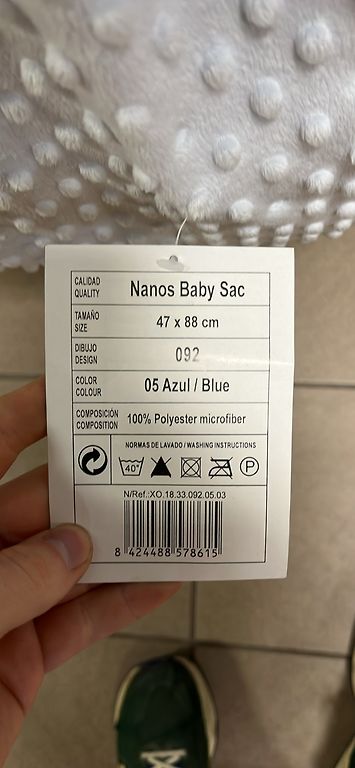 CALIDAD
QUALITY
Nanos Baby Sac
TAMAÑO
SIZE
47 x 88 cm
DIBUJO
DESIGN
092
COLOR
COLOUR
05 Azul / Blue
COMPOSICIÓN
COMPOSITION
100% Polyester microfiber
NORMAS DE LAVADO / WASHING INSTRUCTIONS
40° P
N/Ref.:XO.18.33.092.05.03
8 424488 578615